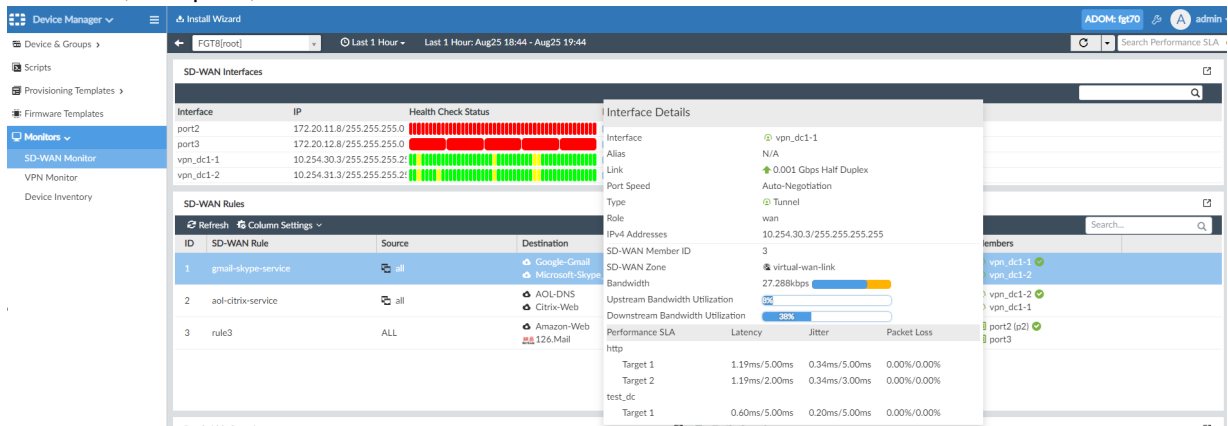 Device Manager
Install Wizard
ADOM: fgt70
A
admin
Device & Groups
FGT8[root]
Last 1 Hour
Last 1 Hour: Aug25 18:44 - Aug25 19:44
Search Performance SLA
Scripts
Provisioning Templates
Firmware Templates
Monitors
SD-WAN Monitor
VPN Monitor
Device Inventory
SD-WAN Interfaces
Interface IP Health Check Status
port2 172.20.11.8/255.255.255.0
port3 172.20.12.8/255.255.255.0
vpn_dc1-1 10.254.30.3/255.255.255.25
vpn_dc1-2 10.254.31.3/255.255.255.25
SD-WAN Rules
Refresh Column Settings
Search...
ID SD-WAN Rule Source Destination
1 gmail-skype-service all Google-Gmail vpn_dc1-1
Microsoft-Skype vpn_dc1-2
2 aol-citrix-service all AOL-DNS vpn_dc1-2
Citrix-Web vpn_dc1-1
3 rule3 ALL Amazon-Web port2 (p2)
126.Mail port3
Interface Details
Interface vpn_dc1-1
Alias N/A
Link 0.001 Gbps Half Duplex
Port Speed Auto-Negotiation
Type Tunnel
Role wan
IPv4 Addresses 10.254.30.3/255.255.255.255
SD-WAN Member ID 3
SD-WAN Zone virtual-wan-link
Bandwidth 27.288kbps
Upstream Bandwidth Utilization 8%
Downstream Bandwidth Utilization 38%
Performance SLA Latency Jitter Packet Loss
http
Target 1 1.19ms/5.00ms 0.34ms/5.00ms 0.00%/0.00%
Target 2 1.19ms/2.00ms 0.34ms/3.00ms 0.00%/0.00%
test_dc
Target 1 0.60ms/5.00ms 0.20ms/5.00ms 0.00%/0.00%